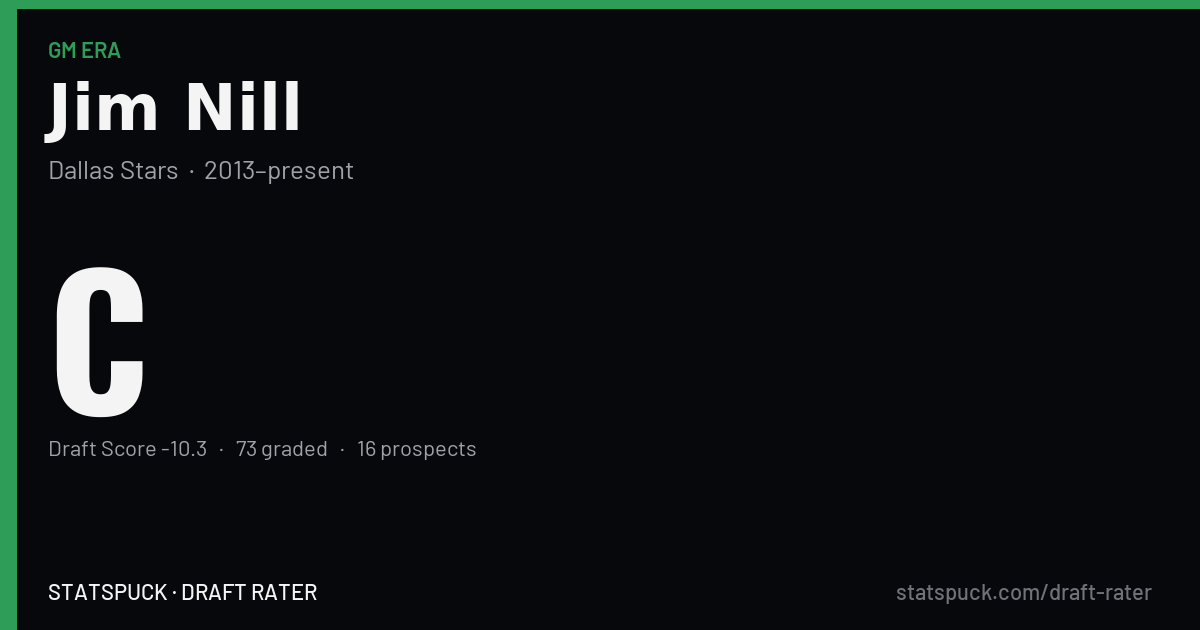 GM ERA
Jim Nill
Dallas Stars · 2013–present
C
Draft Score -10.3 · 73 graded · 16 prospects
STATSPUCK · DRAFT RATER
statspuck.com/draft-rater